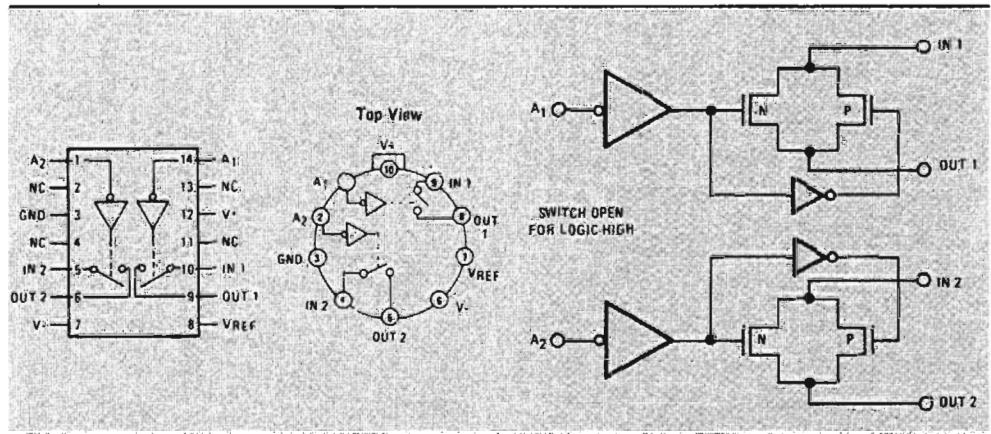 A2 1 14 A1
NC 2 13 NC
GND 3 12 V+
NC 4 11 NC
IN 2 5 10 IN 1
OUT 2 6 9 OUT 1
V- 7 8 VREF
Top View
V+
10
A1
9 IN 1
A2 2
8 OUT
1
GND 3
7
VREF
IN 2 4
6
V-
5
OUT 2
SWITCH OPEN
FOR LOGIC HIGH
IN 1
A1
N P
OUT 1
IN 2
A2
N P
OUT 2